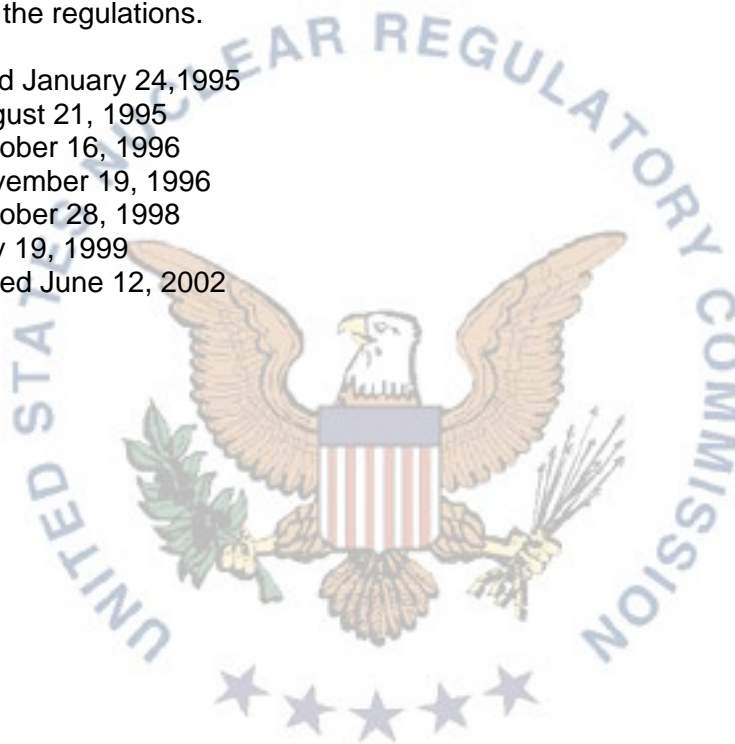 the regulations.
d January 24,1995
gust 21, 1995
ober 16, 1996
vember 19, 1996
ober 28, 1998
y 19, 1999
ed June 12, 2002
UNITED STATES NUCLEAR REGULATORY COMMISSION